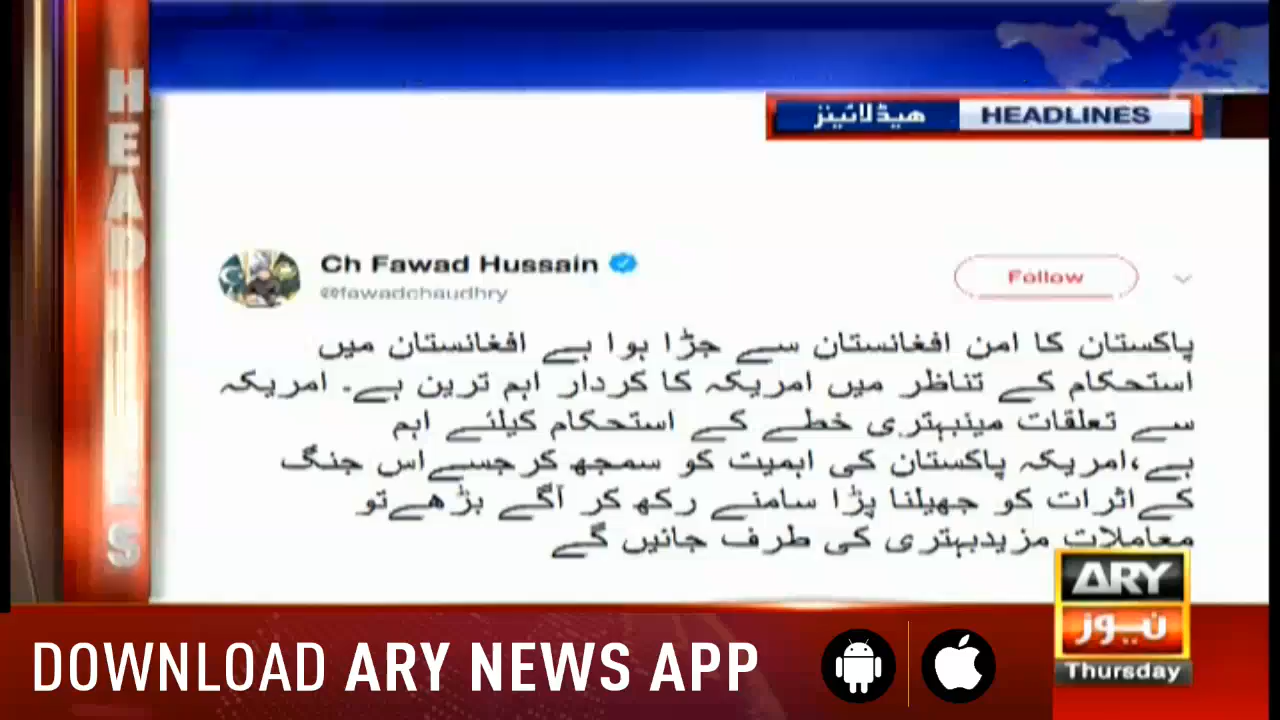 HEADLINES
ھیڈلائینز HEADLINES
Ch Fawad Hussain
@fawadchaudhry
Follow
پاکستان کا امن افغانستان سے جڑا ہوا ہے افغانستان میں
استحکام کے تناظر میں امریکہ کا کردار اہم ترین ہے۔ امریکہ
سے تعلقات مینبہتری خطے کے استحکام کیلئے اہم
ہے،امریکہ پاکستان کی اہمیت کو سمجھ کرجسےاس جنگ
کےاثرات کو جھیلنا پڑا سامنے رکھ کر آگے بڑھےتو
معاملات مزیدبہتری کی طرف جائیں گے
ARY
نیوز
Thursday
DOWNLOAD ARY NEWS APP